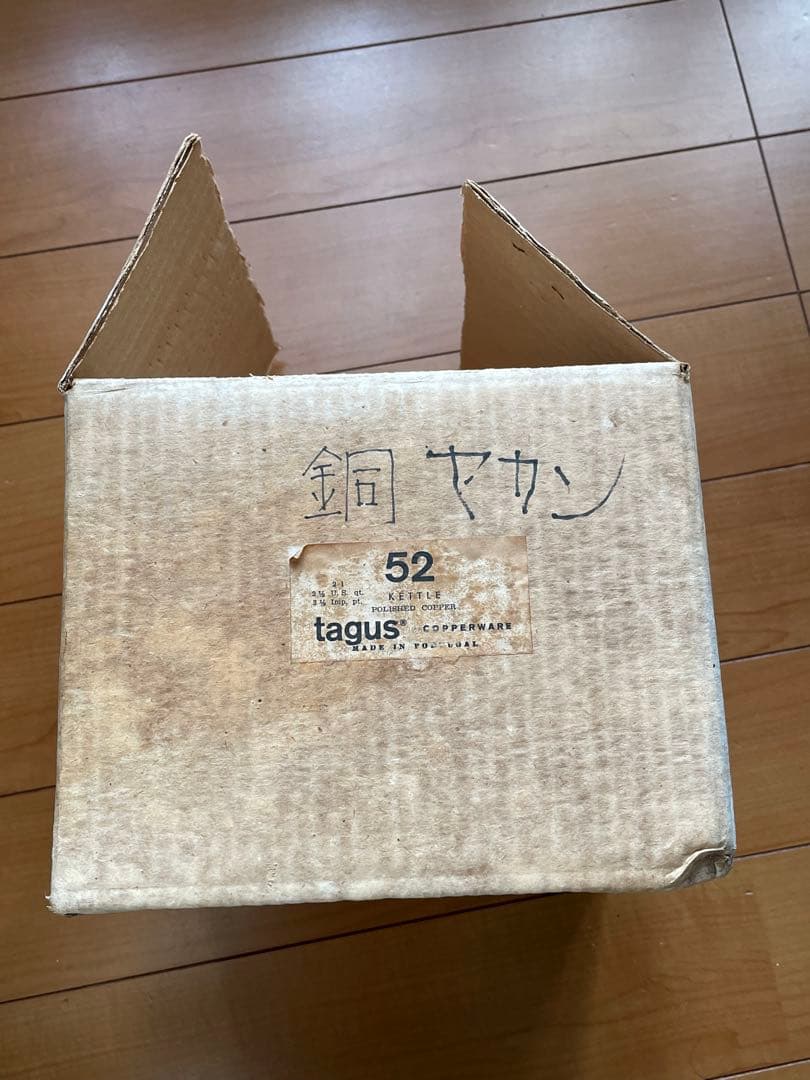 銅 ヤカン
52
2 l
2 ⅛ U.S. qt.
3 ½ Imp. pt.
KETTLE
POLISHED COPPER
tagus® COPPERWARE
MADE IN PORTUGAL